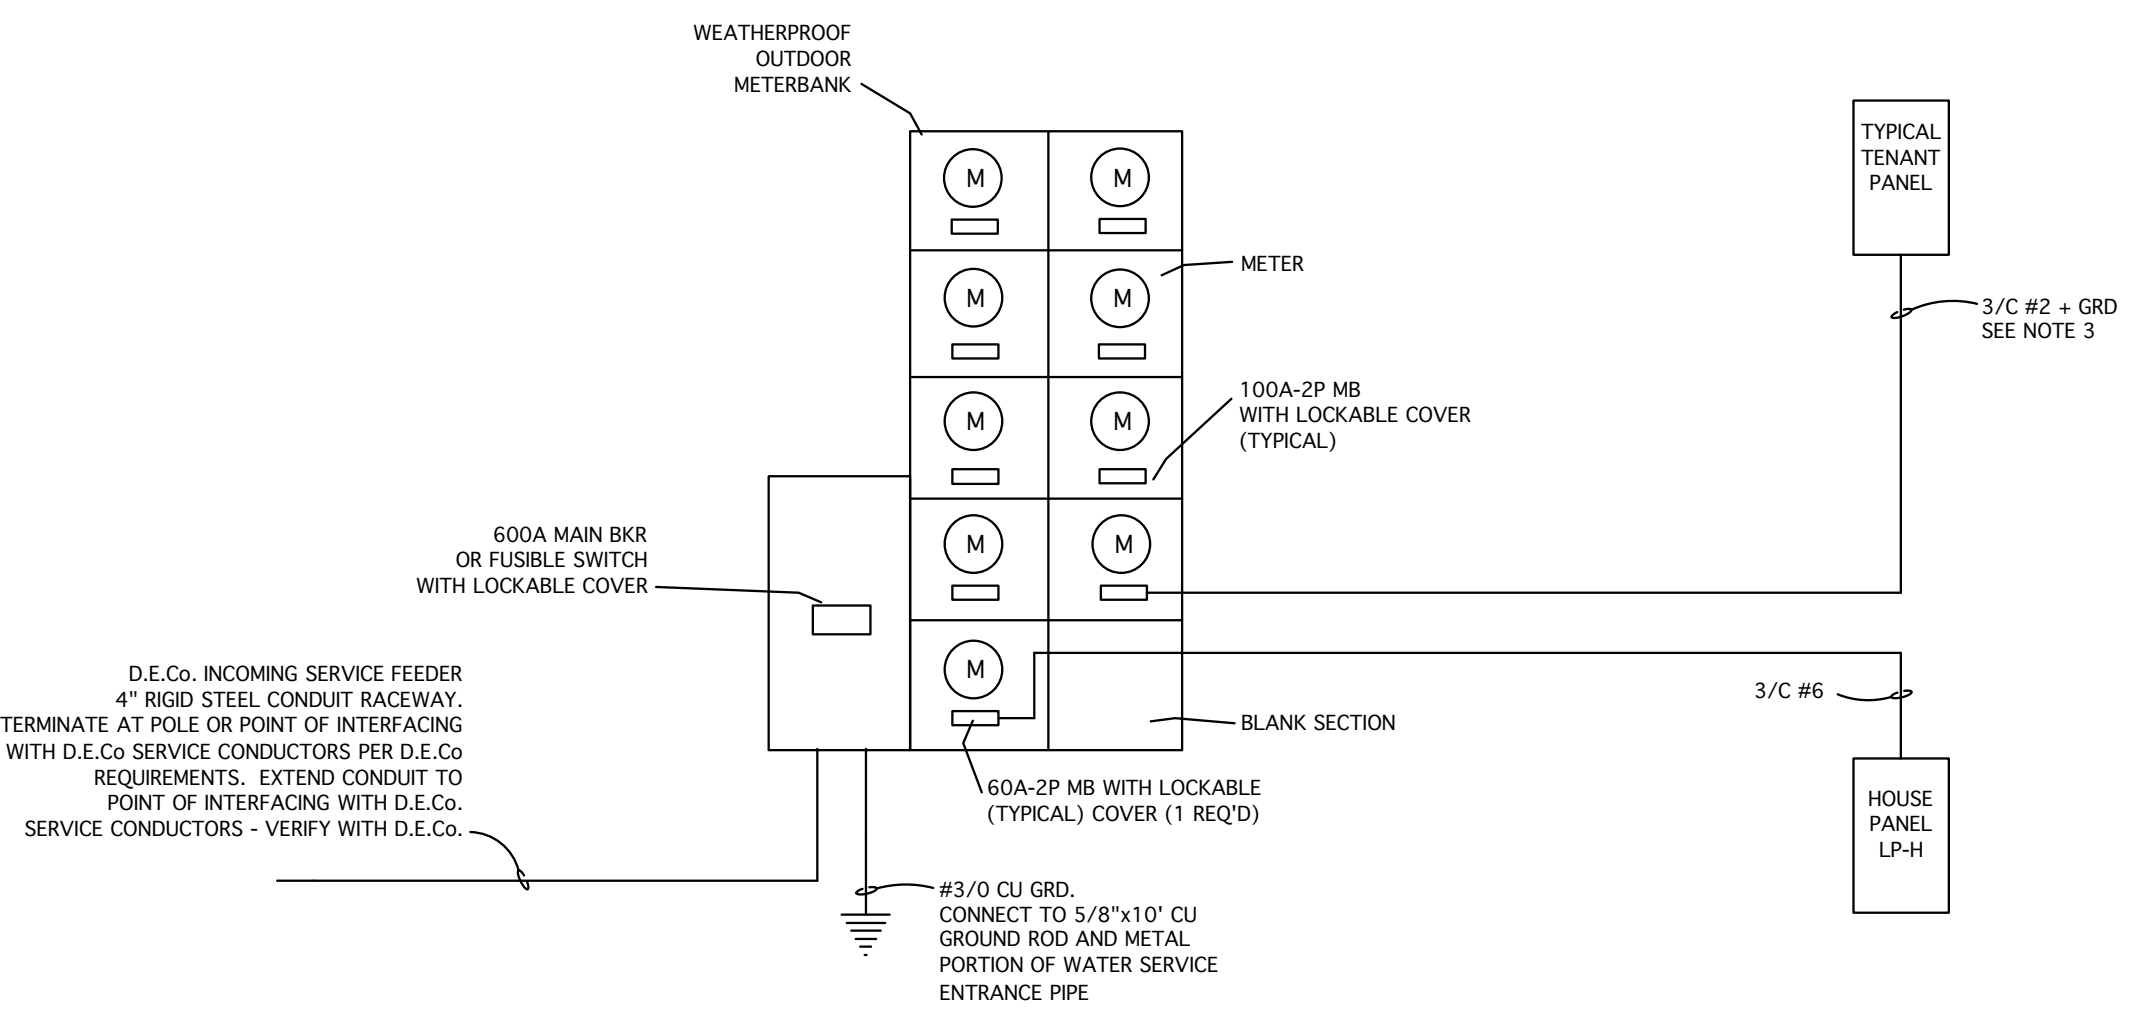 WEATHERPROOF
OUTDOOR
METERBANK
M
M
M
M
M
M
M
M
M
METER
100A-2P MB
WITH LOCKABLE COVER
(TYPICAL)
TYPICAL
TENANT
PANEL
3/C #2 + GRD
SEE NOTE 3
600A MAIN BKR
OR FUSIBLE SWITCH
WITH LOCKABLE COVER
D.E.Co. INCOMING SERVICE FEEDER
4" RIGID STEEL CONDUIT RACEWAY.
TERMINATE AT POLE OR POINT OF INTERFACING
WITH D.E.Co SERVICE CONDUCTORS PER D.E.Co
REQUIREMENTS.  EXTEND CONDUIT TO
POINT OF INTERFACING WITH D.E.Co.
SERVICE CONDUCTORS - VERIFY WITH D.E.Co.
BLANK SECTION
60A-2P MB WITH LOCKABLE
(TYPICAL) COVER (1 REQ'D)
3/C #6
HOUSE
PANEL
LP-H
#3/0 CU GRD.
CONNECT TO 5/8"x10' CU
GROUND ROD AND METAL
PORTION OF WATER SERVICE
ENTRANCE PIPE